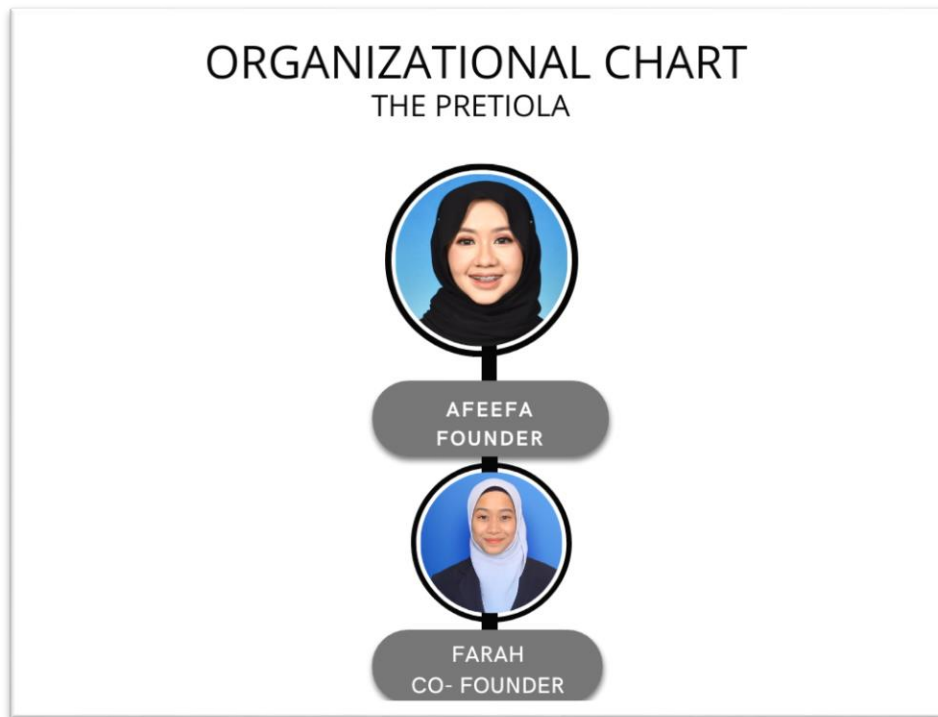 ORGANIZATIONAL CHART
THE PRETIOLA
AFEEFA
FOUNDER
FARAH
CO- FOUNDER